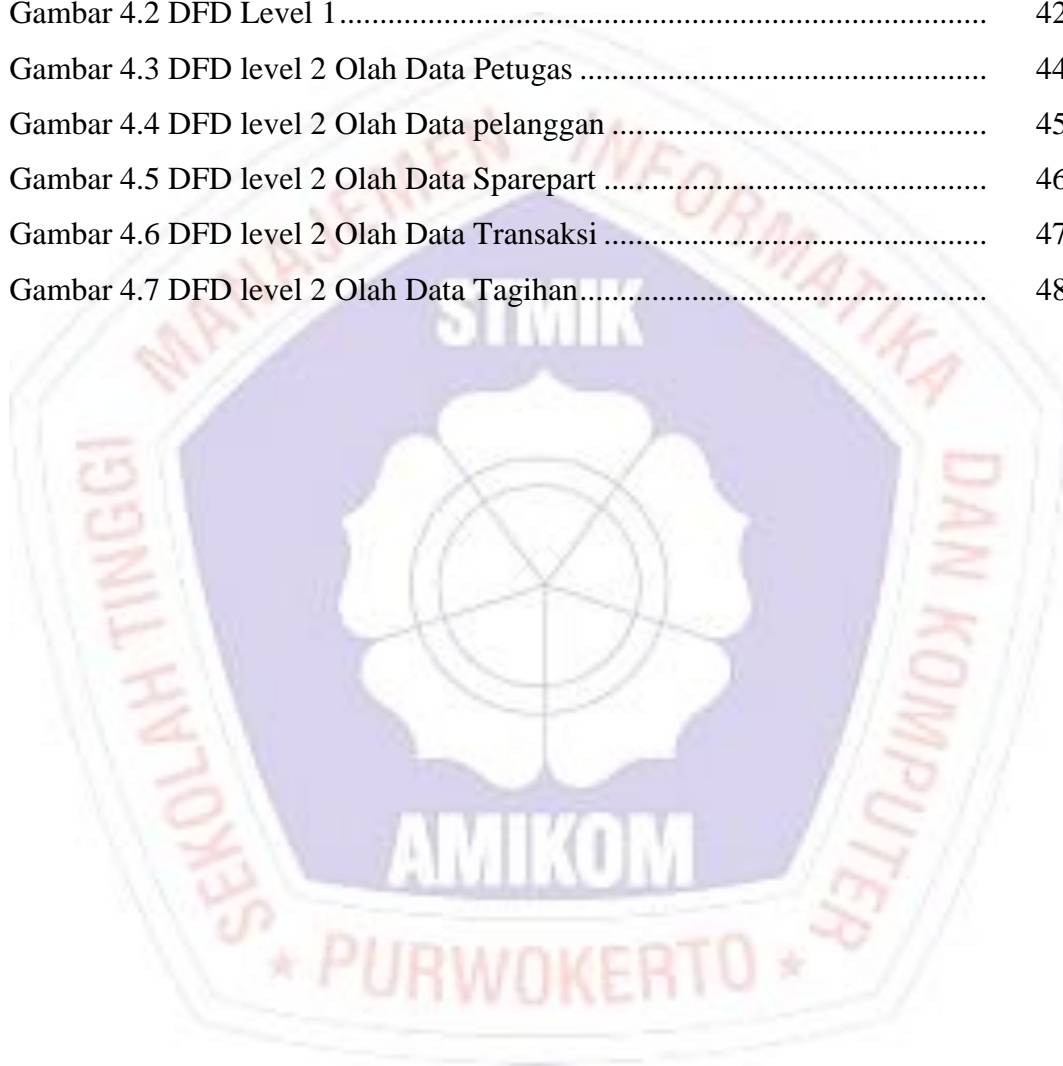 Gambar 4.2 DFD Level 1.................................................................................... 42
Gambar 4.3 DFD level 2 Olah Data Petugas .................................................... 44
Gambar 4.4 DFD level 2 Olah Data pelanggan ................................................ 45
Gambar 4.5 DFD level 2 Olah Data Sparepart ................................................. 46
Gambar 4.6 DFD level 2 Olah Data Transaksi ................................................. 47
Gambar 4.7 DFD level 2 Olah Data Tagihan.................................................... 48
SEKOLAH TINGGI MANAJEMEN INFORMATIKA DAN KOMPUTER
STMIK
AMIKOM
* PURWOKERTO *